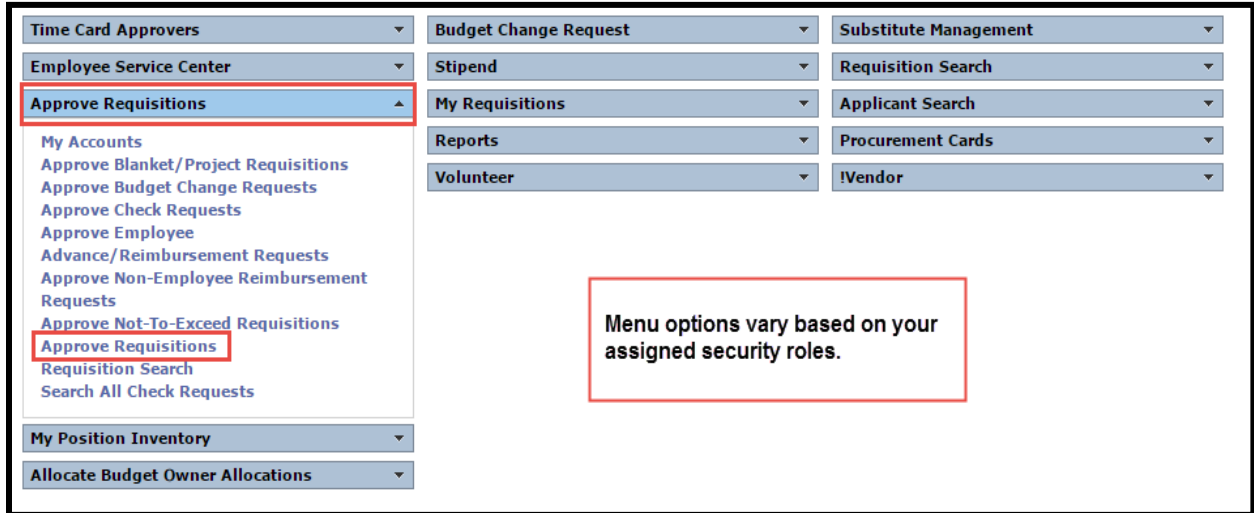 Time Card Approvers
Employee Service Center
Approve Requisitions
My Accounts
Approve Blanket/Project Requisitions
Approve Budget Change Requests
Approve Check Requests
Approve Employee
Advance/Reimbursement Requests
Approve Non-Employee Reimbursement
Requests
Approve Not-To-Exceed Requisitions
Approve Requisitions
Requisition Search
Search All Check Requests
My Position Inventory
Allocate Budget Owner Allocations
Budget Change Request
Stipend
My Requisitions
Reports
Volunteer
Substitute Management
Requisition Search
Applicant Search
Procurement Cards
!Vendor
Menu options vary based on your
assigned security roles.